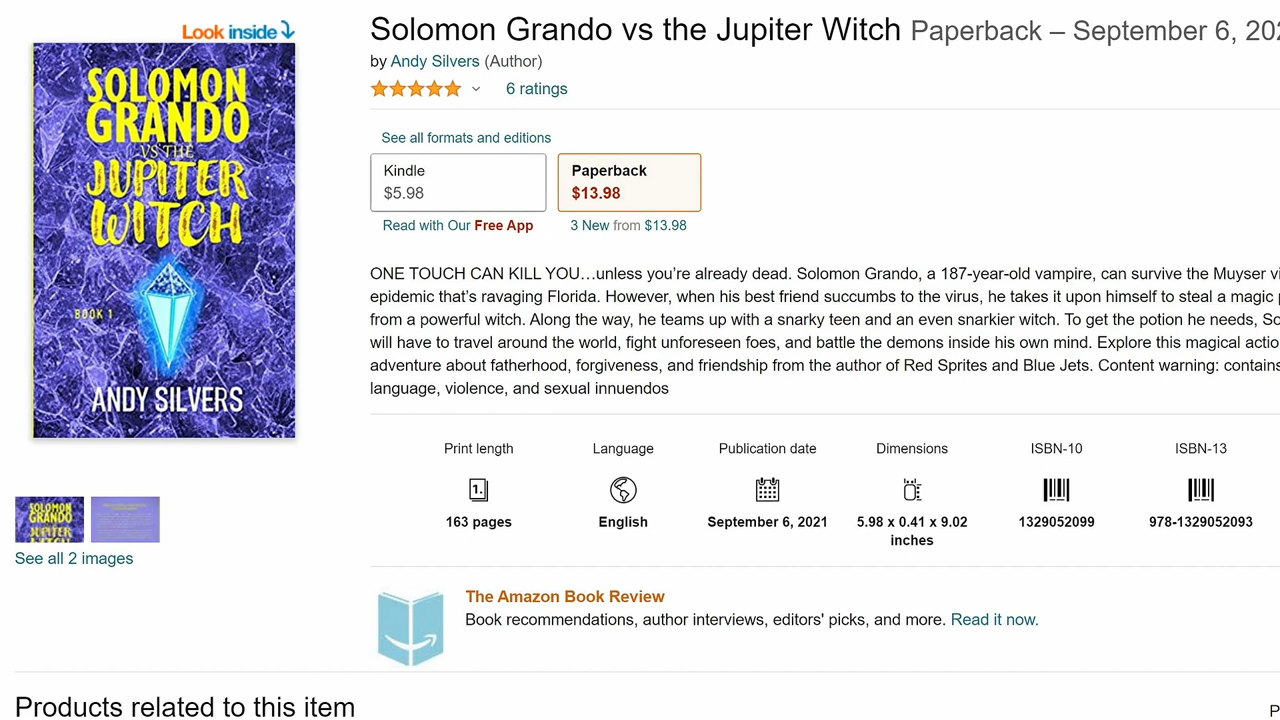 Look inside
SOLOMON
GRANDO
VS THE
JUPITER
WITCH
BOOK 1
ANDY SILVERS
See all 2 images
Solomon Grando vs the Jupiter Witch Paperback – September 6, 202
by Andy Silvers (Author)
6 ratings
See all formats and editions
Kindle
$5.98
Paperback
$13.98
Read with Our Free App
3 New from $13.98
ONE TOUCH CAN KILL YOU…unless you're already dead. Solomon Grando, a 187-year-old vampire, can survive the Muyser vi
epidemic that's ravaging Florida. However, when his best friend succumbs to the virus, he takes it upon himself to steal a magic
from a powerful witch. Along the way, he teams up with a snarky teen and an even snarkier witch. To get the potion he needs, So
will have to travel around the world, fight unforeseen foes, and battle the demons inside his own mind. Explore this magical actio
adventure about fatherhood, forgiveness, and friendship from the author of Red Sprites and Blue Jets. Content warning: contains
language, violence, and sexual innuendos
Print length
163 pages
Language
English
Publication date
September 6, 2021
Dimensions
5.98 x 0.41 x 9.02
inches
ISBN-10
1329052099
ISBN-13
978-1329052093
The Amazon Book Review
Book recommendations, author interviews, editors' picks, and more. Read it now.
Products related to this item
P